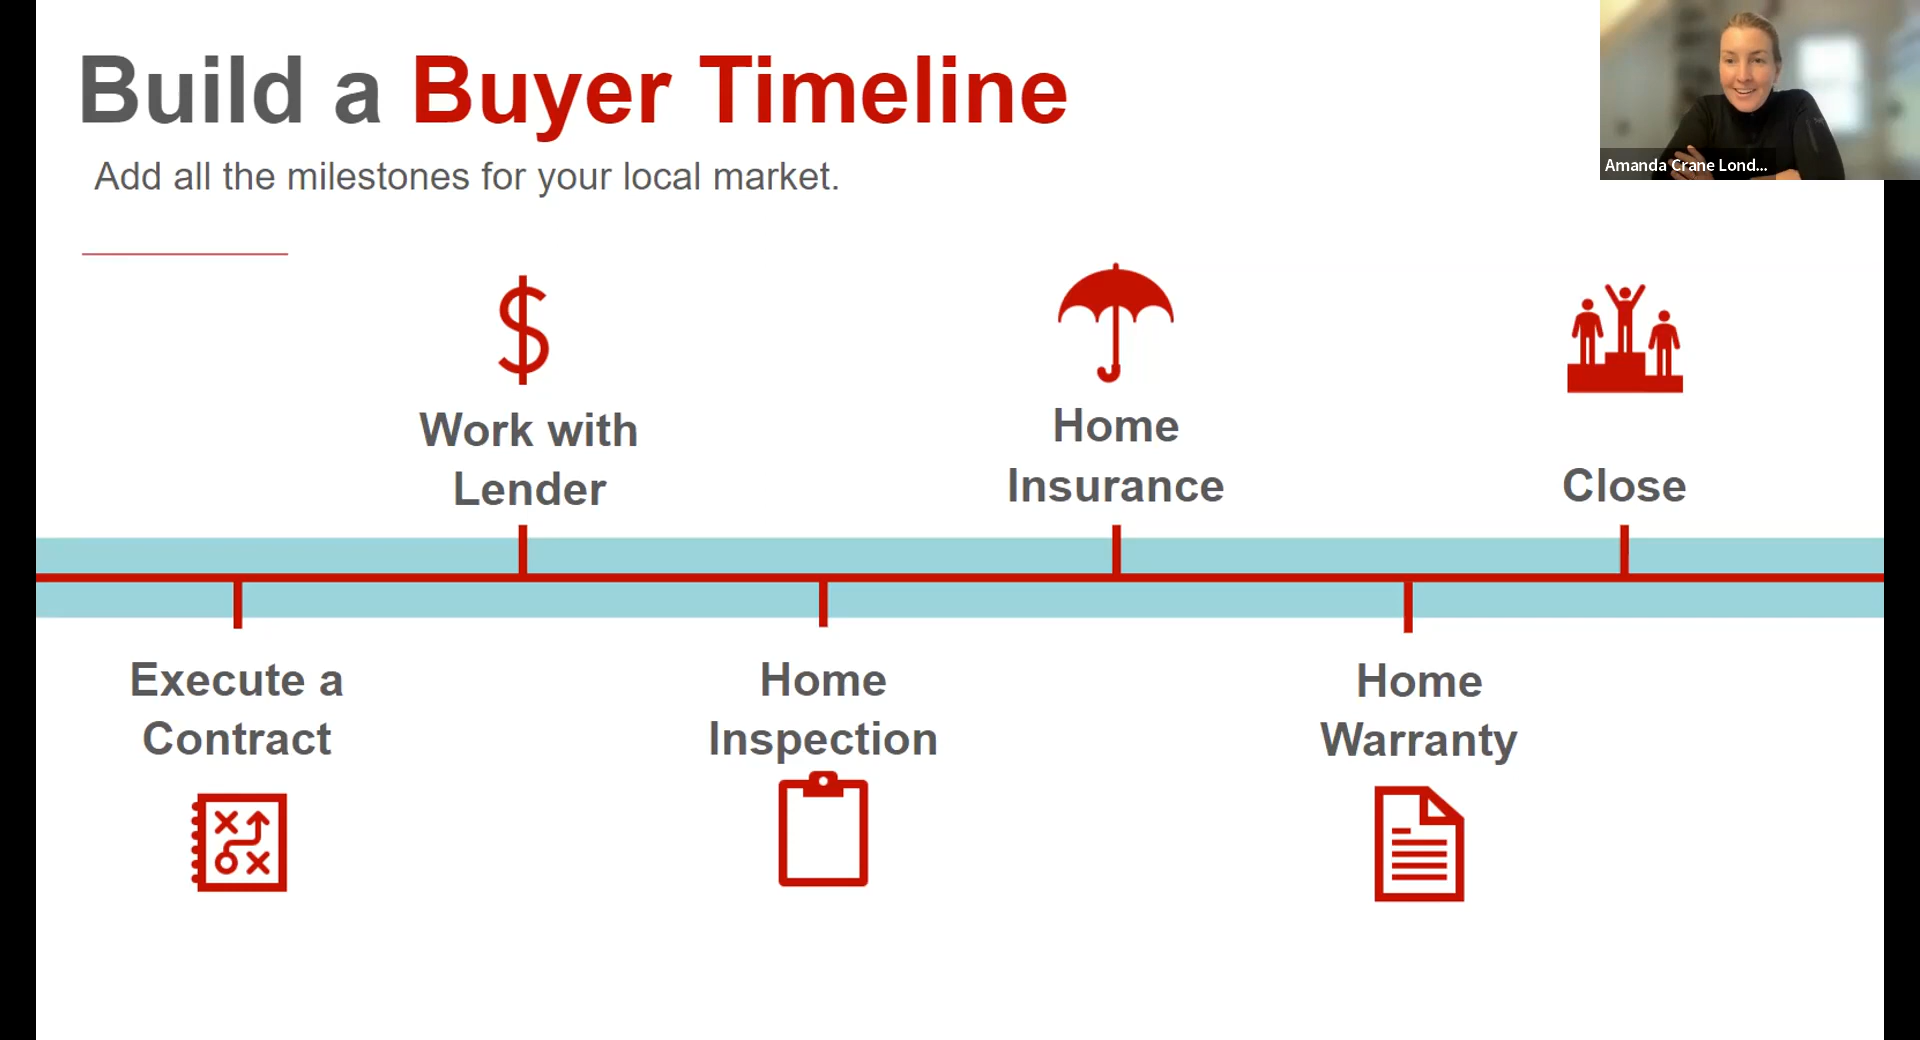 Build a Buyer Timeline
Add all the milestones for your local market.
Amanda Crane Lond...
Work with
Lender
Home
Insurance
Close
Execute a
Contract
Home
Inspection
Home
Warranty